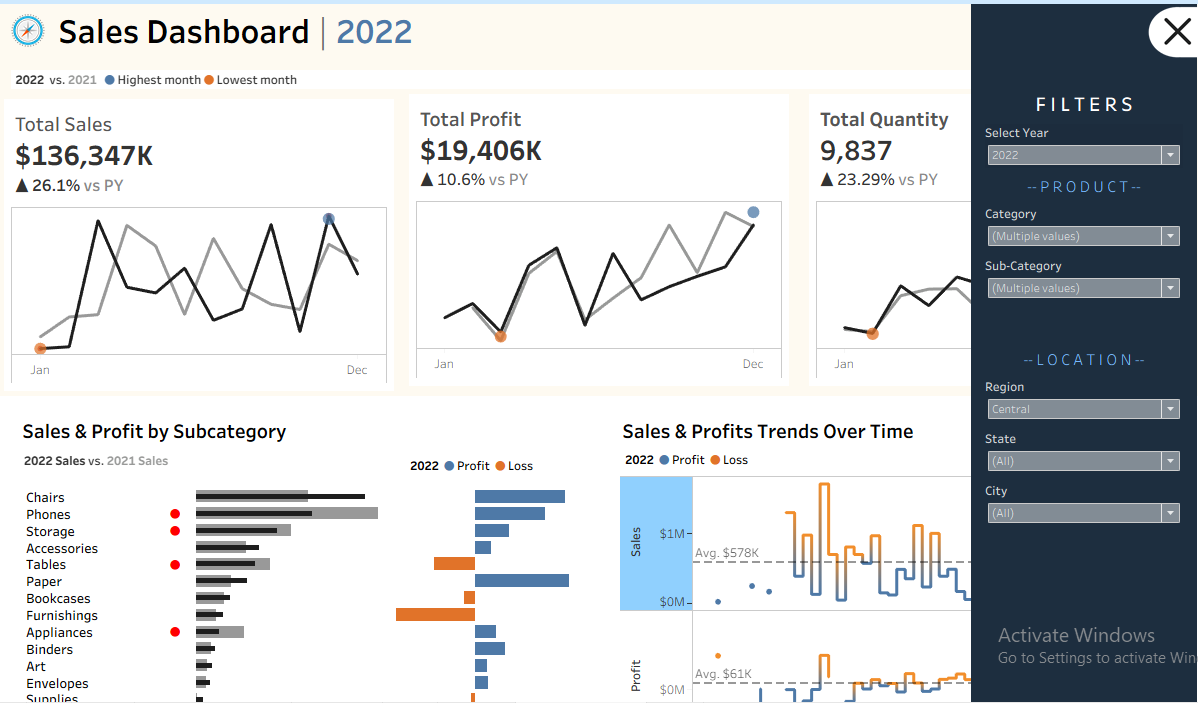 Sales Dashboard | 2022
2022 vs. 2021 Highest month Lowest month
Total Sales
$136,347K
▲ 26.1% vs PY
Jan Dec
Total Profit
$19,406K
▲ 10.6% vs PY
Jan Dec
Total Quantity
9,837
▲ 23.29% vs PY
Jan
Sales & Profit by Subcategory
2022 Sales vs. 2021 Sales
2022 Profit Loss
Chairs
Phones
Storage
Accessories
Tables
Paper
Bookcases
Furnishings
Appliances
Binders
Art
Envelopes
Supplies
Sales & Profits Trends Over Time
2022 Profit Loss
Sales
$1M
Avg. $578K
$0M
Profit
Avg. $61K
$0M
FILTERS
Select Year
2022
--PRODUCT--
Category
(Multiple values)
Sub-Category
(Multiple values)
--LOCATION--
Region
Central
State
(All)
City
(All)
Activate Windows
Go to Settings to activate Win